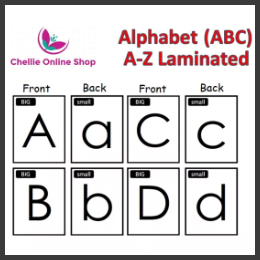 Alphabet (ABC)
A-Z Laminated
Chellie Online Shop
Front Back Front Back
BIG small BIG small
A a C c
BIG small BIG small
B b D d